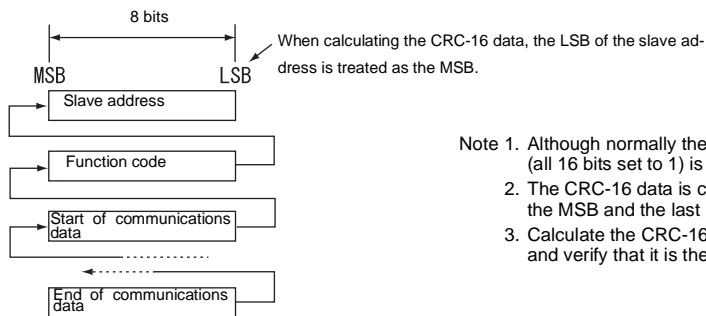 8 bits
When calculating the CRC-16 data, the LSB of the slave ad-
dress is treated as the MSB.
MSB
LSB
Slave address
Function code
Start of communications
data
End of communications
data
Note 1. Although normally the
(all 16 bits set to 1) is
2. The CRC-16 data is c
the MSB and the last
3. Calculate the CRC-16
and verify that it is the